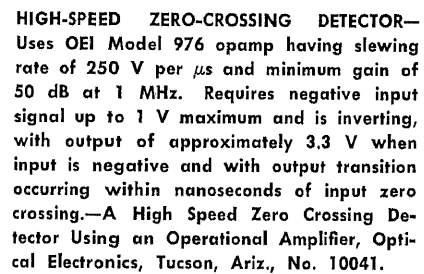 HIGH-SPEED ZERO-CROSSING DETECTOR—
Uses OEI Model 976 opamp having slewing
rate of 250 V per μs and minimum gain of
50 dB at 1 MHz. Requires negative input
signal up to 1 V maximum and is inverting,
with output of approximately 3.3 V when
input is negative and with output transition
occurring within nanoseconds of input zero
crossing.—A High Speed Zero Crossing De-
tector Using an Operational Amplifier, Opti-
cal Electronics, Tucson, Ariz., No. 10041.